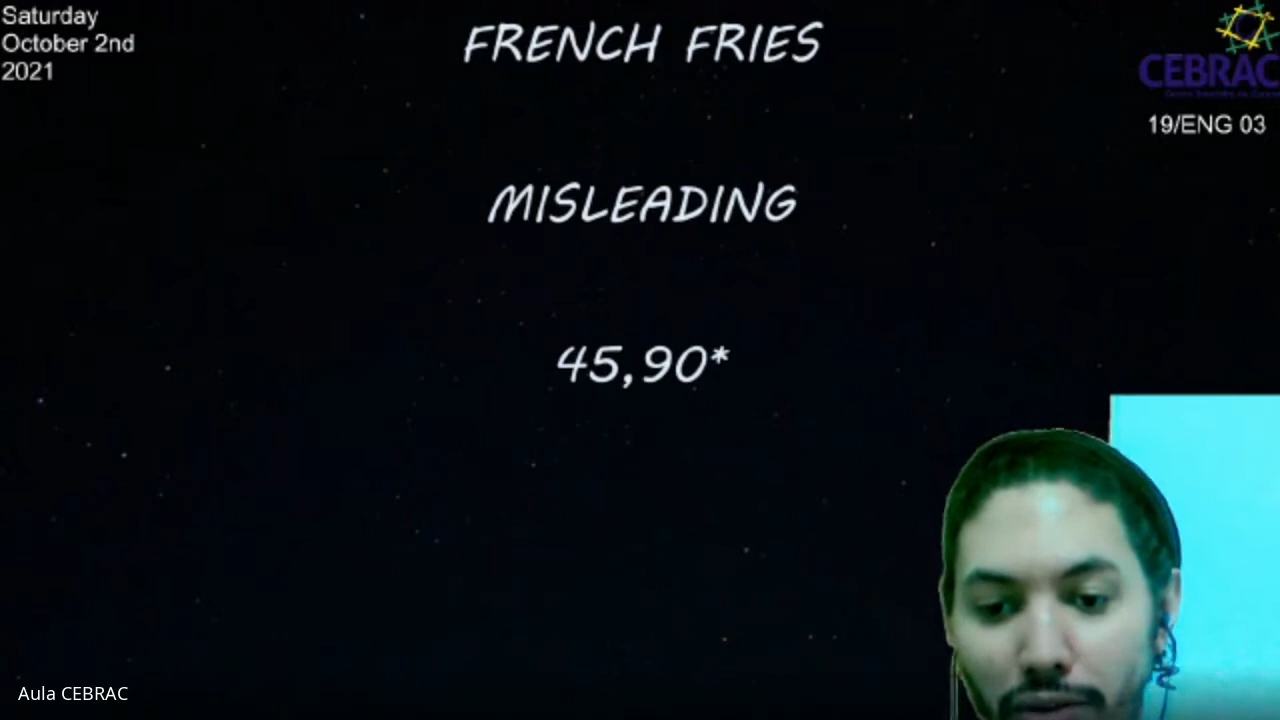 Saturday
October 2nd
2021
FRENCH FRIES
CEBRAC
19/ENG 03
MISLEADING
45,90*
Aula CEBRAC